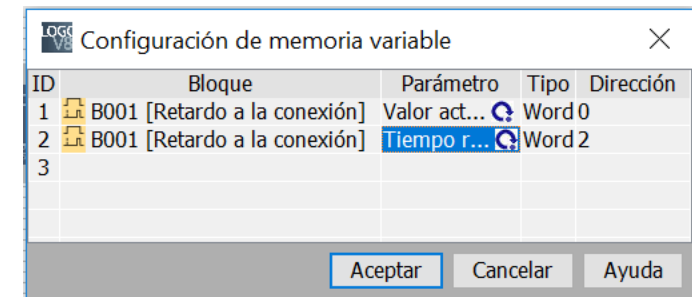 LOGO V8 Configuración de memoria variable
ID Bloque Parámetro Tipo Dirección
1 B001 [Retardo a la conexión] Valor act... Word 0
2 B001 [Retardo a la conexión] Tiempo r... Word 2
3
Aceptar Cancelar Ayuda